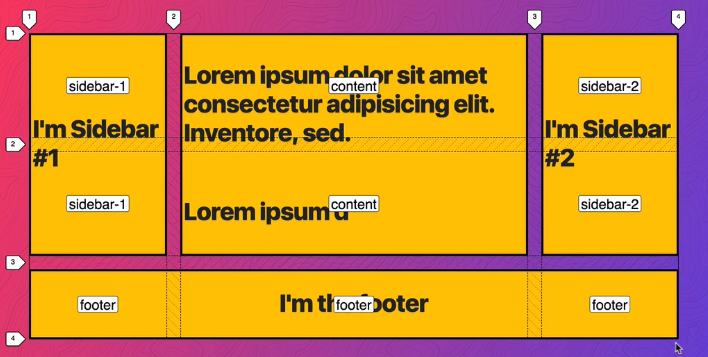 1 2 3 4
1
sidebar-1 content sidebar-2
Lorem ipsum dolor sit amet
consectetur adipisicing elit.
Inventore, sed.
I'm Sidebar
#1
I'm Sidebar
#2
2
sidebar-1 content sidebar-2
Lorem ipsum d
3
footer footer footer
I'm the footer
4